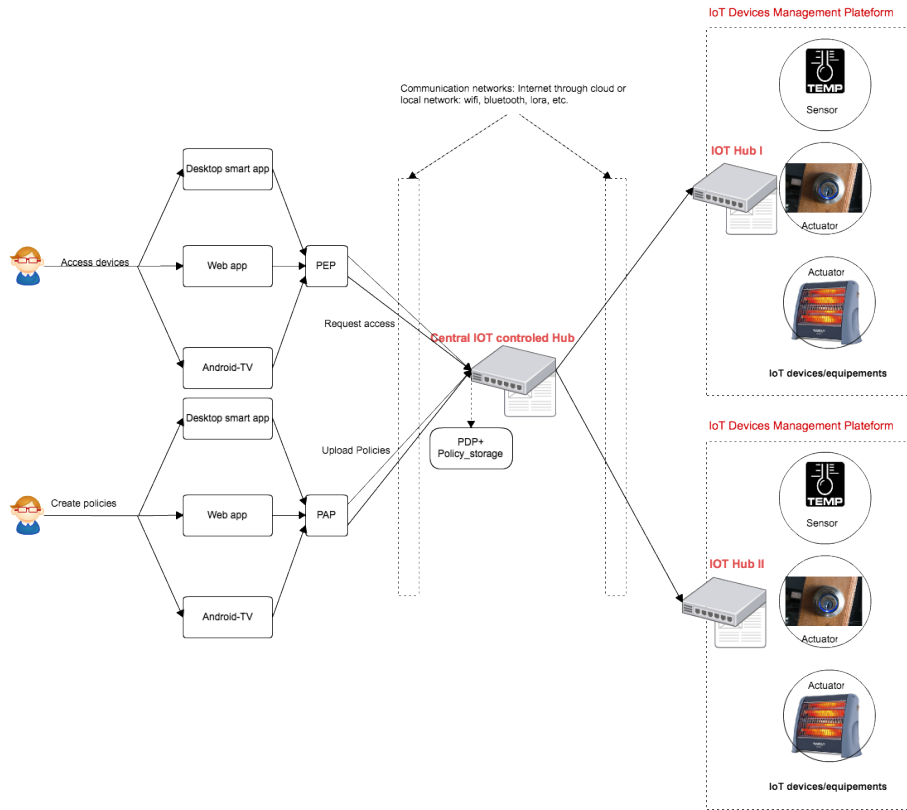 IoT Devices Management Plateform
TEMP
Sensor
Communication networks: Internet through cloud or
local network: wifi, bluetooth, lora, etc.
IOT Hub I
Actuator
Desktop smart app
Access devices
Web app
PEP
Actuator
Request access
Central IOT controled Hub
Android-TV
IoT devices/equipements
Desktop smart app
IoT Devices Management Plateform
Upload Policies
PDP+
Policy_storage
TEMP
Sensor
Create policies
Web app
PAP
IOT Hub II
Android-TV
Actuator
Actuator
IoT devices/equipements